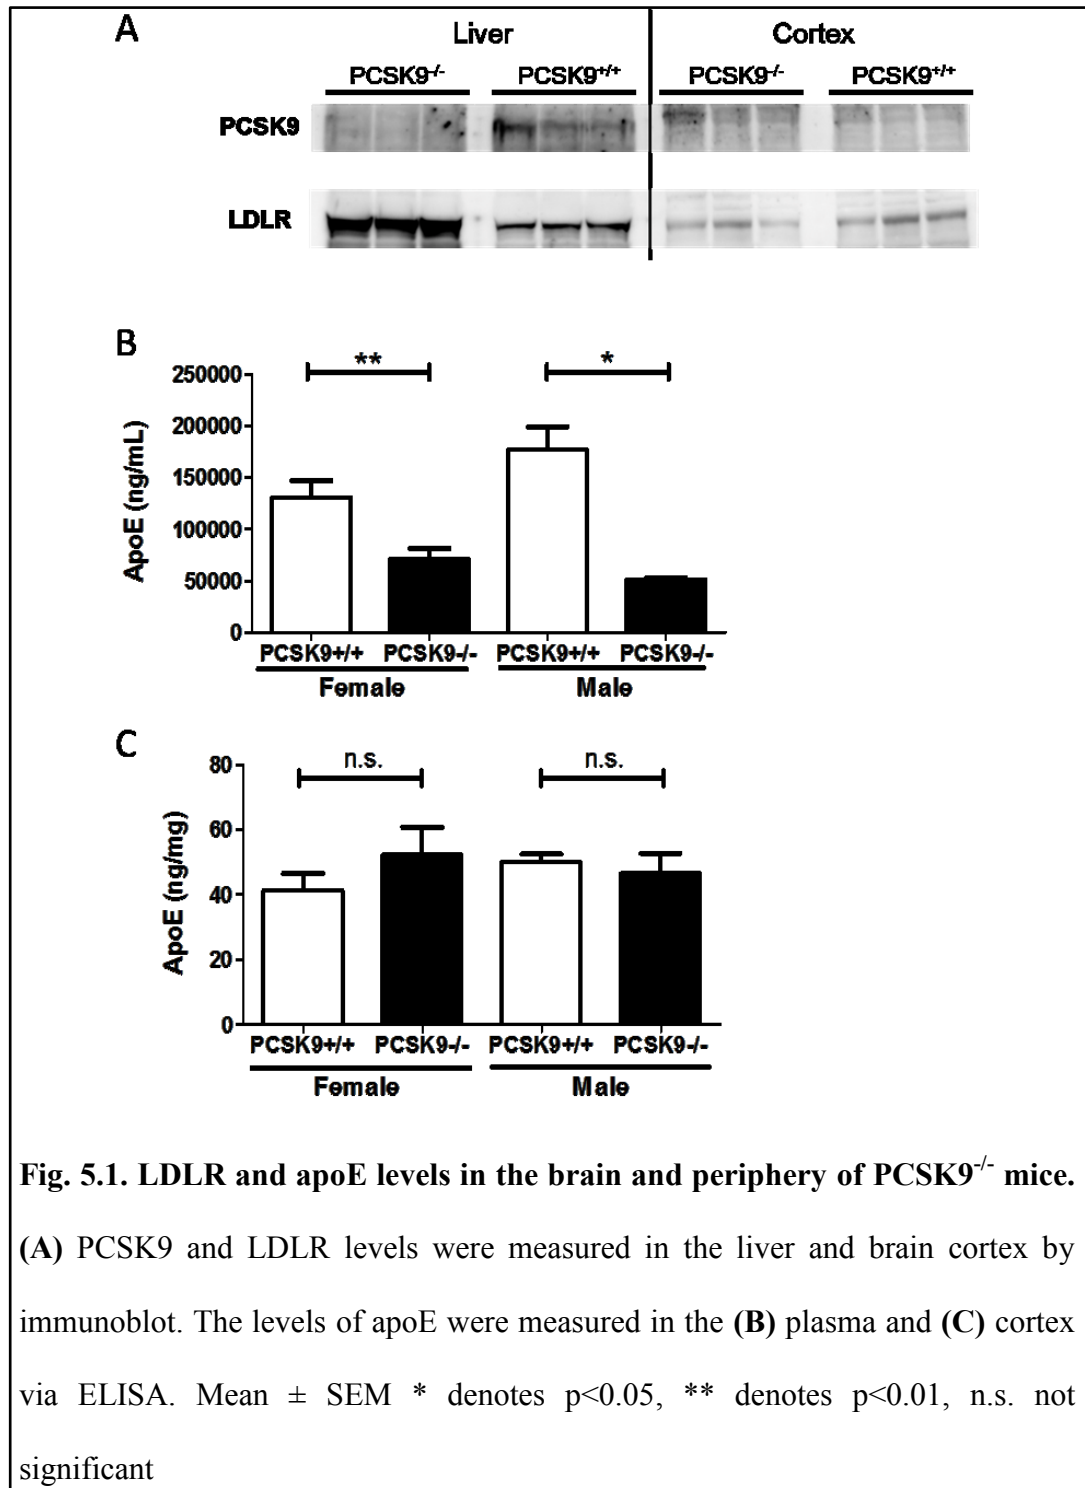 A
Liver Cortex
PCSK9-/- PCSK9+/+ PCSK9-/- PCSK9+/+
PCSK9
LDLR
B
** *
250000
200000
150000
100000
50000
0
ApoE (ng/mL)
PCSK9+/+ PCSK9-/- PCSK9+/+ PCSK9-/-
Female Male
C
n.s. n.s.
80
60
40
20
0
ApoE (ng/mg)
PCSK9+/+ PCSK9-/- PCSK9+/+ PCSK9-/-
Female Male
Fig. 5.1. LDLR and apoE levels in the brain and periphery of PCSK9-/- mice.
(A) PCSK9 and LDLR levels were measured in the liver and brain cortex by
immunoblot. The levels of apoE were measured in the (B) plasma and (C) cortex
via ELISA. Mean ± SEM * denotes p<0.05, ** denotes p<0.01, n.s. not
significant